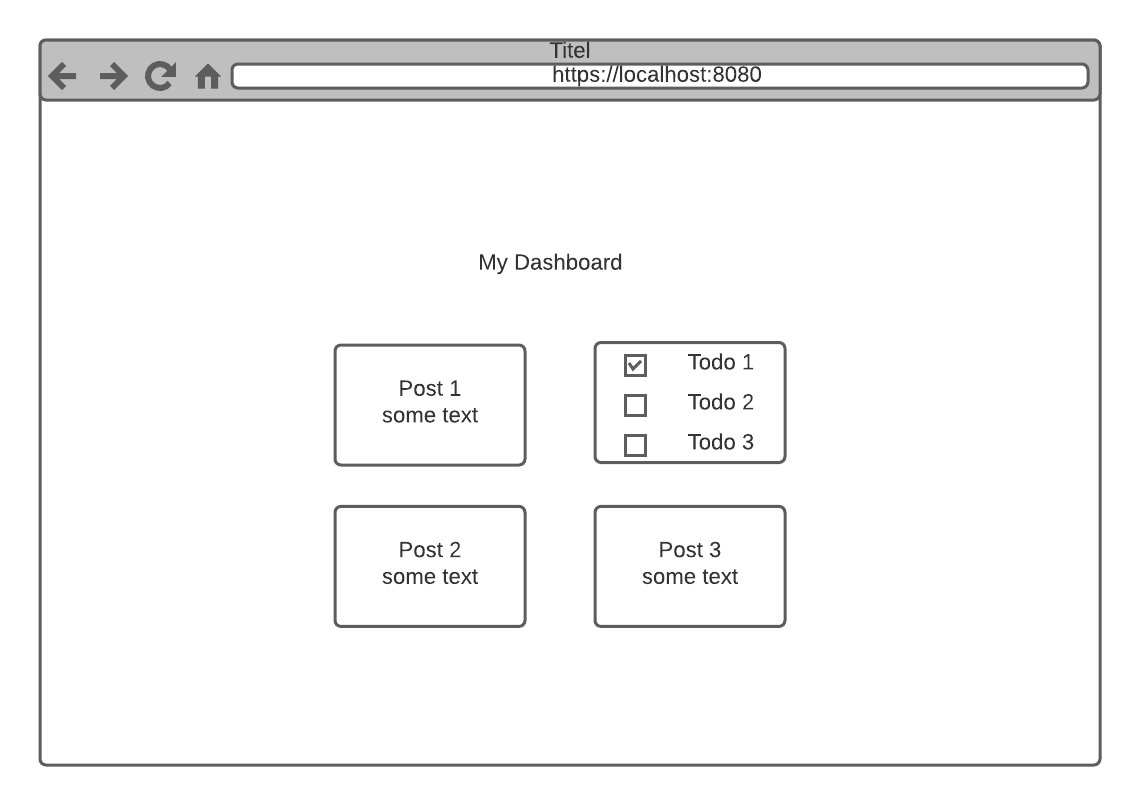 Titel
https://localhost:8080
My Dashboard
Post 1
some text
Todo 1
Todo 2
Todo 3
Post 2
some text
Post 3
some text